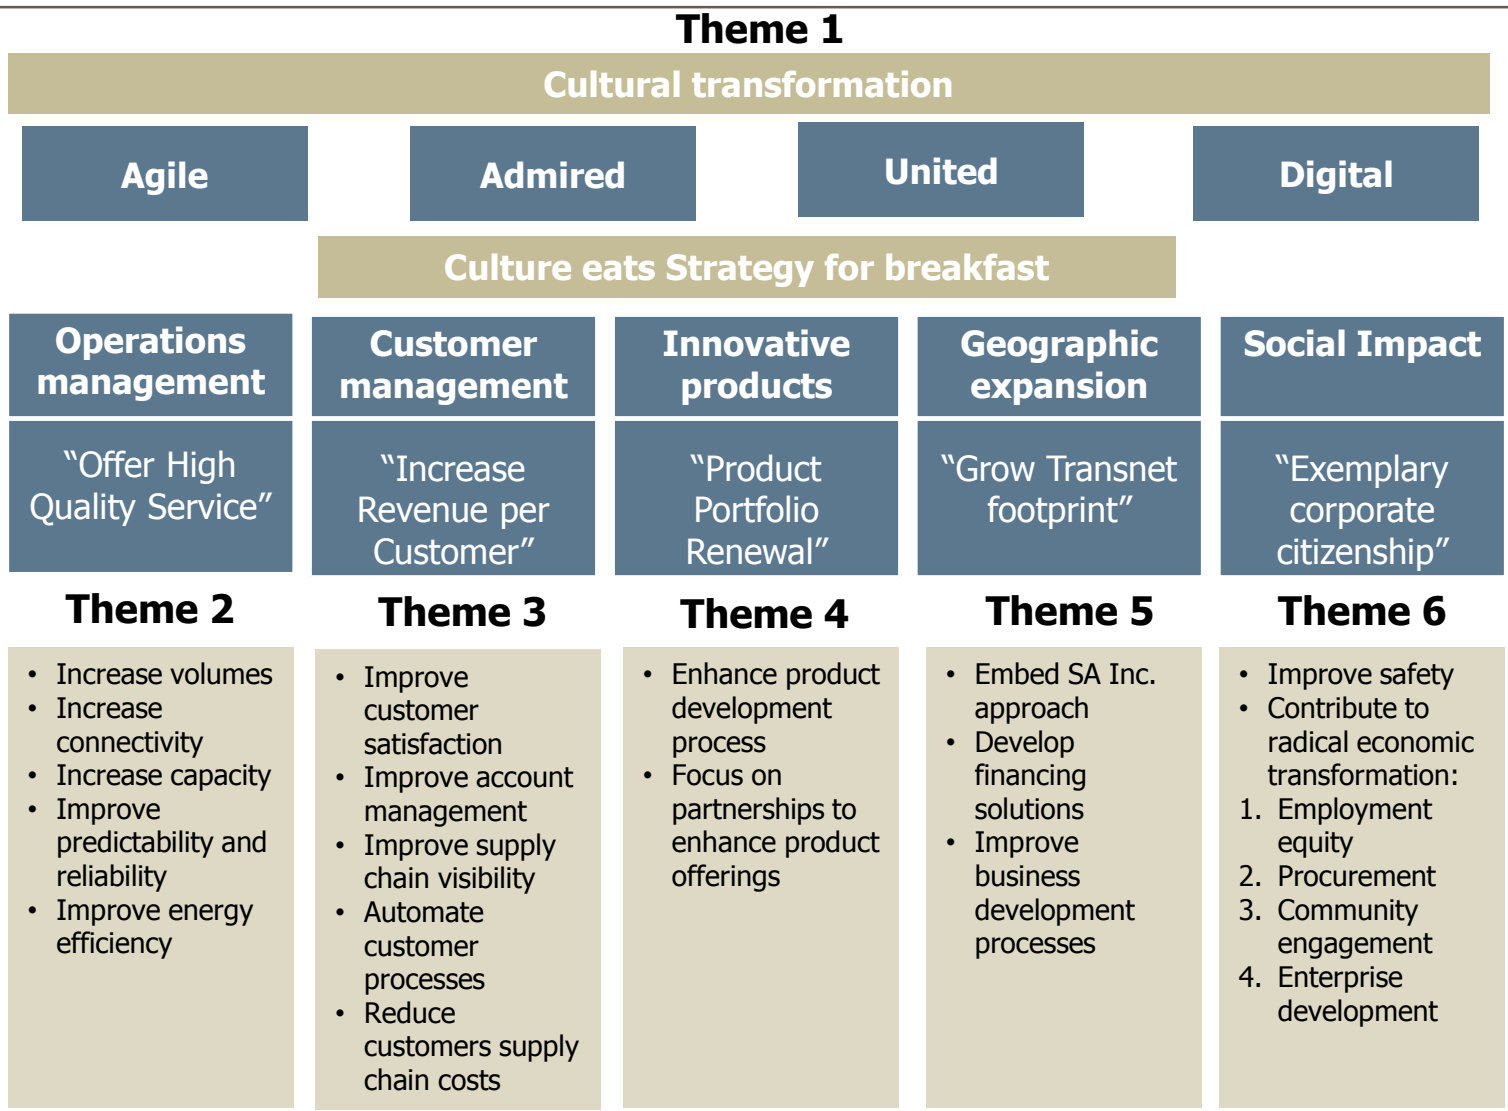 Theme 1
Cultural transformation
Agile
Admired
United
Digital
Culture eats Strategy for breakfast
Operations
management
“Offer High
Quality Service”
Theme 2
• Increase volumes
• Increase
connectivity
• Increase capacity
• Improve
predictability and
reliability
• Improve energy
efficiency
Customer
management
“Increase
Revenue per
Customer”
Theme 3
• Improve
customer
satisfaction
• Improve account
management
• Improve supply
chain visibility
• Automate
customer
processes
• Reduce
customers supply
chain costs
Innovative
products
“Product
Portfolio
Renewal”
Theme 4
• Enhance product
development
process
• Focus on
partnerships to
enhance product
offerings
Geographic
expansion
“Grow Transnet
footprint”
Theme 5
• Embed SA Inc.
approach
• Develop
financing
solutions
• Improve
business
development
processes
Social Impact
“Exemplary
corporate
citizenship”
Theme 6
• Improve safety
• Contribute to
radical economic
transformation:
1. Employment
equity
2. Procurement
3. Community
engagement
4. Enterprise
development